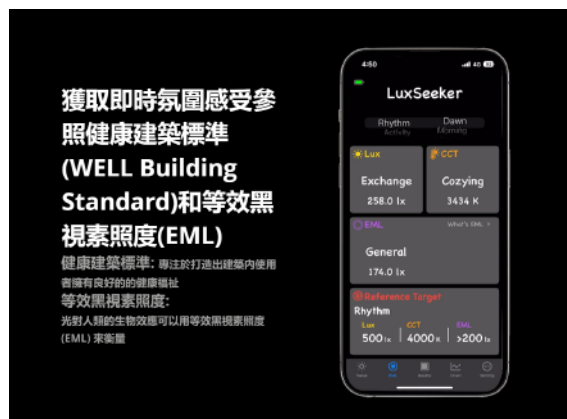 獲取即時氛圍感受參
照健康建築標準
(WELL Building
Standard)和等效黑
視素照度(EML)
健康建築標準: 專注於打造出建築内使用
者擁有良好的的健康福祉
等效黑視素照度:
光對人類的生物效應可以用等效黑視素照度
(EML) 來衡量
4:50
4G
LuxSeeker
Rhythm Dawn
Activity Morning
Lux CCT
Exchange Cozying
258.0 lx 3434 K
EML What's EML >
General
174.0 lx
Reference Target
Rhythm
Lux CCT EML
500 lx 4000 K >200 lx